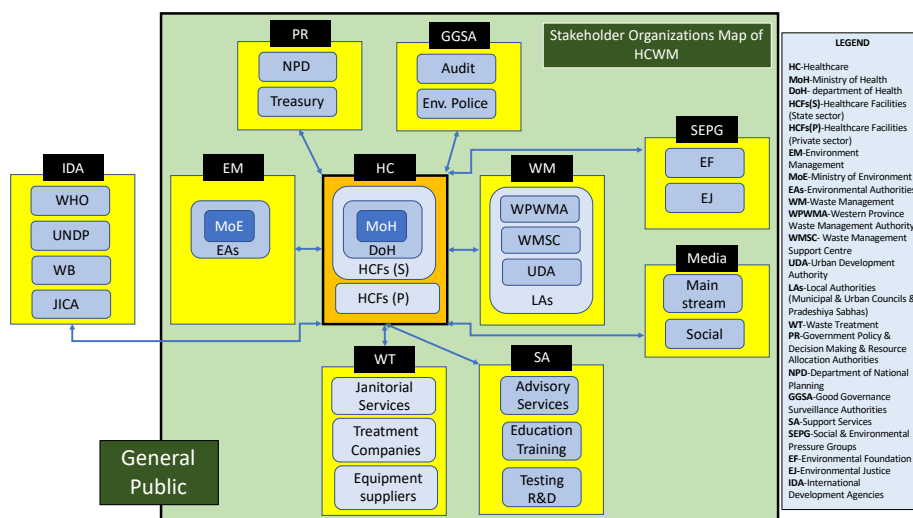 Stakeholder Organizations Map of
HCWM
PR
NPD
Treasury
GGSA
Audit
Env. Police
SEPG
EF
EJ
IDA
WHO
UNDP
WB
JICA
EM
MoE
EAs
HC
MoH
DoH
HCFs (S)
HCFs (P)
WM
WPWMA
WMSC
UDA
LAs
Media
Main
stream
Social
WT
Janitorial
Services
Treatment
Companies
Equipment
suppliers
SA
Advisory
Services
Education
Training
Testing
R&D
General
Public
LEGEND
HC-Healthcare
MoH-Ministry of Health
DoH- department of Health
HCFs(S)-Healthcare Facilities
(State sector)
HCFs(P)-Healthcare Facilities
(Private sector)
EM-Environment
Management
MoE-Ministry of Environment
EAs-Environmental Authorities
WM-Waste Management
WPWMA-Western Province
Waste Management Authority
WMSC- Waste Management
Support Centre
UDA-Urban Development
Authority
LAs-Local Authorities
(Municipal & Urban Councils &
Pradeshiya Sabhas)
WT-Waste Treatment
PR-Government Policy &
Decision Making & Resource
Allocation Authorities
NPD-Department of National
Planning
GGSA-Good Governance
Surveillance Authorities
SA-Support Services
SEPG-Social & Environmental
Pressure Groups
EF-Environmental Foundation
EJ-Environmental Justice
IDA-International
Development Agencies